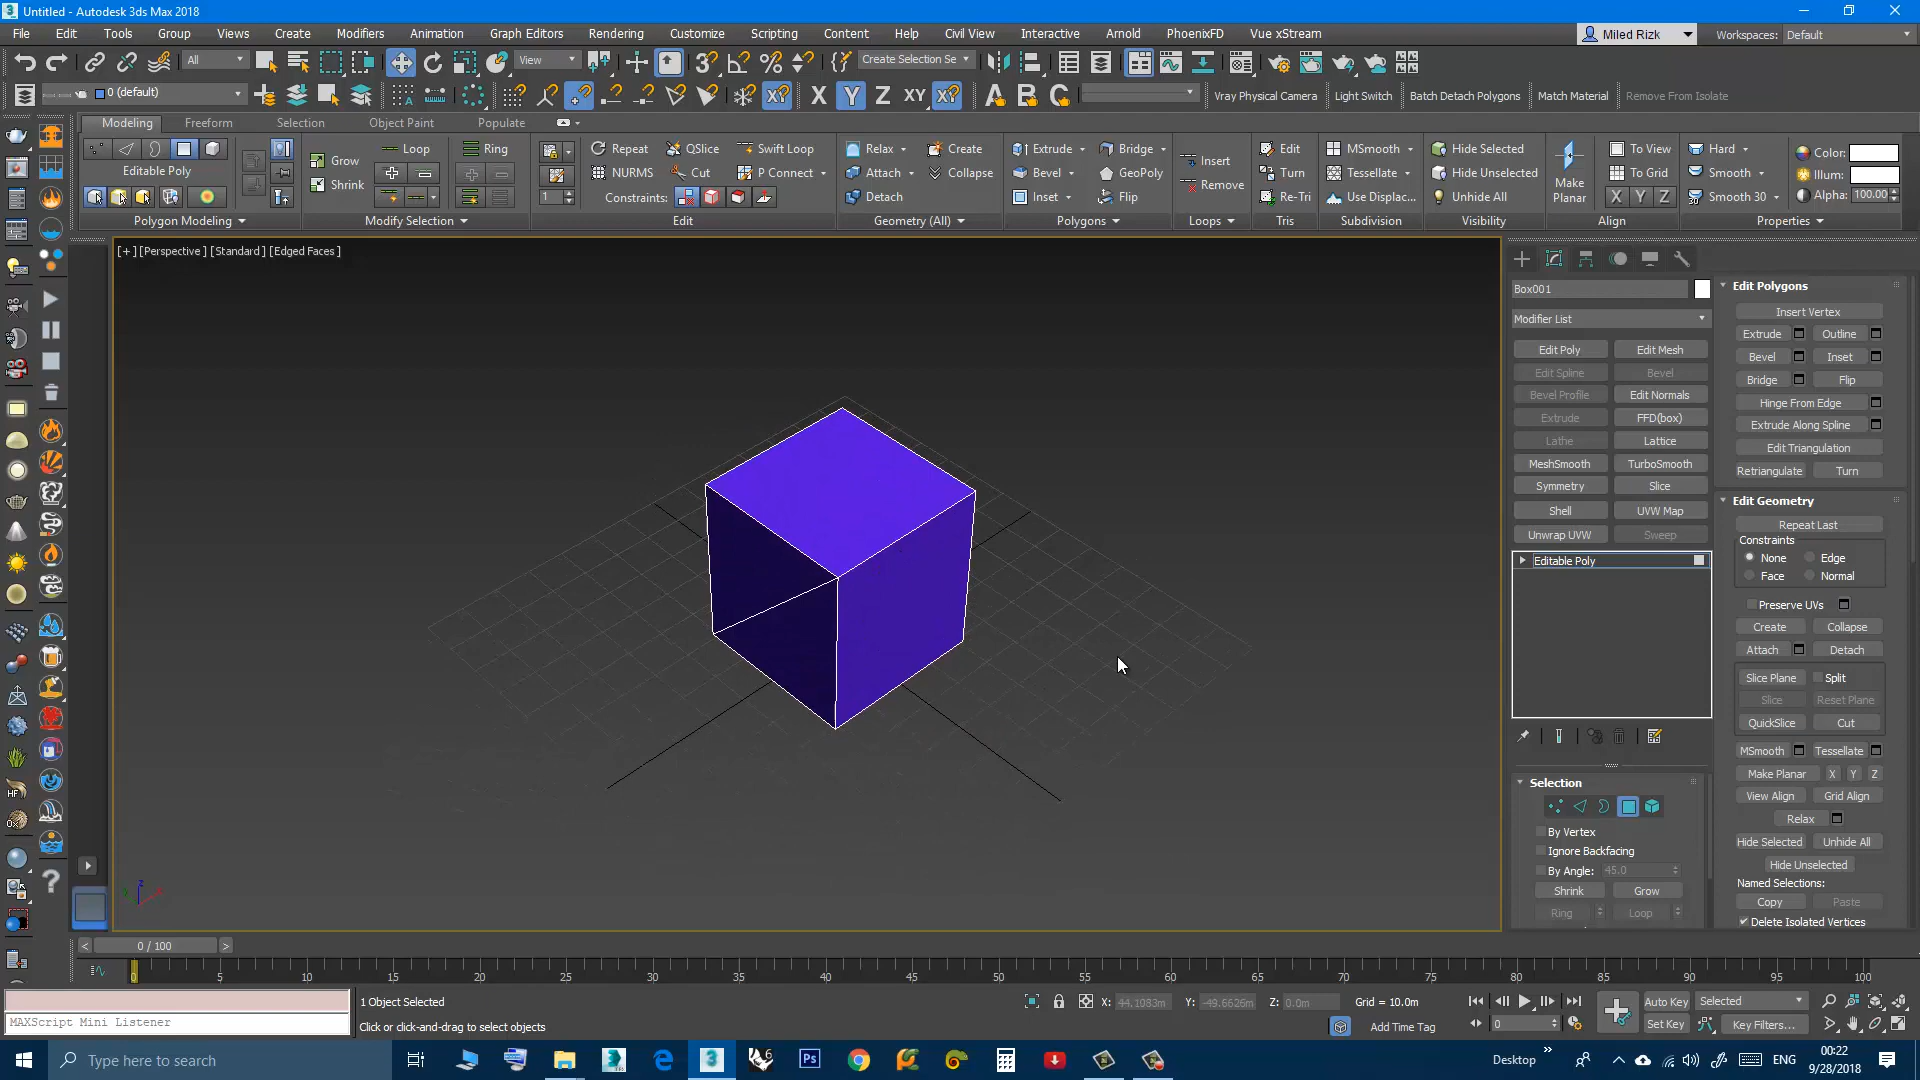 Untitled - Autodesk 3ds Max 2018
File Edit Tools Group Views Create Modifiers Animation Graph Editors Rendering Customize Scripting Content Help Civil View Interactive Arnold PhoenixFD Vue xStream Miled Rizk Workspaces: Default
All View Create Selection Se
0 (default) X Y Z XY Vray Physical Camera Light Switch Batch Detach Polygons Match Material Remove From Isolate
Modeling Freeform Selection Object Paint Populate
Loop Ring Repeat QSlice Swift Loop Relax Create Extrude Bridge Edit MSmooth Hide Selected To View Hard Color:
Editable Poly Grow NURMS Cut P Connect Attach Collapse Bevel GeoPoly Insert Turn Tessellate Hide Unselected Make Planar To Grid Smooth Illum:
Shrink 1 Constraints: Detach Inset Flip Remove Re-Tri Use Displac... Unhide All X Y Z Smooth 30 Alpha: 100.00
Polygon Modeling Modify Selection Edit Geometry (All) Polygons Loops Tris Subdivision Visibility Align Properties
[+] [Perspective] [Standard] [Edged Faces]
Box001
Modifier List
Edit Poly Edit Mesh
Edit Spline Bevel
Bevel Profile Edit Normals
Extrude FFD(box)
Lathe Lattice
MeshSmooth TurboSmooth
Symmetry Slice
Shell UVW Map
Unwrap UVW Sweep
Editable Poly
Selection
By Vertex
Ignore Backfacing
By Angle: 45.0
Shrink Grow
Ring Loop
Edit Polygons
Insert Vertex
Extrude Outline
Bevel Inset
Bridge Flip
Hinge From Edge
Extrude Along Spline
Edit Triangulation
Retriangulate Turn
Edit Geometry
Repeat Last
Constraints
None Edge
Face Normal
Preserve UVs
Create Collapse
Attach Detach
Slice Plane Split
Slice Reset Plane
QuickSlice Cut
MSmooth Tessellate
Make Planar X Y Z
View Align Grid Align
Relax
Hide Selected Unhide All
Hide Unselected
Named Selections:
Copy Paste
Delete Isolated Vertices
< 0 / 100 >
0 5 10 15 20 25 30 35 40 45 50 55 60 65 70 75 80 85 90 95 100
1 Object Selected X: 44.1083m Y: -49.6626m Z: 0.0m Grid = 10.0m Auto Key Selected
MAXScript Mini Listener Click or click-and-drag to select objects Add Time Tag 0 Set Key Key Filters...
Type here to search Desktop ENG 00:22
9/28/2018